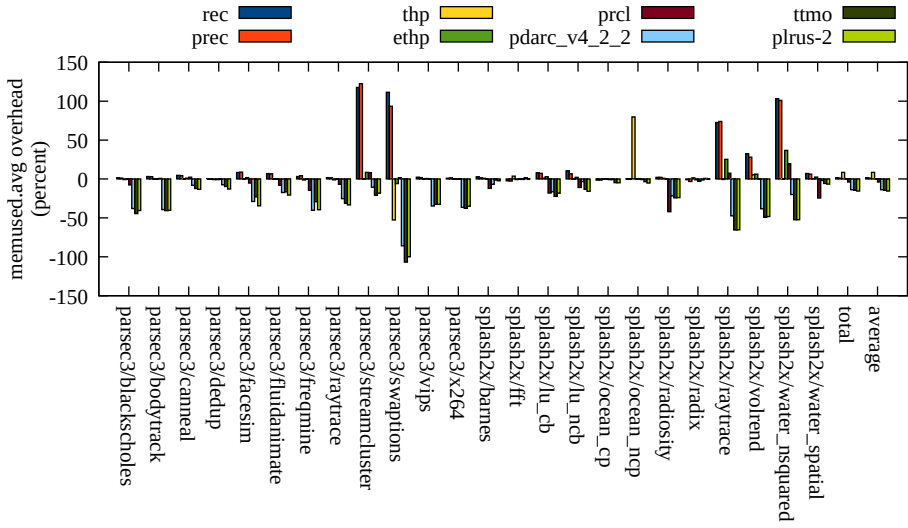 rec
thp
prcl
ttmo
prec
ethp
pdarc_v4_2_2
plrus-2
memused.avg overhead
(percent)
150
100
50
0
-50
-100
-150
parsec3/blackscholes
parsec3/bodytrack
parsec3/canneal
parsec3/dedup
parsec3/facesim
parsec3/fluidanimate
parsec3/freqmine
parsec3/raytrace
parsec3/streamcluster
parsec3/swaptions
parsec3/vips
parsec3/x264
splash2x/barnes
splash2x/fft
splash2x/lu_cb
splash2x/lu_ncb
splash2x/ocean_cp
splash2x/ocean_ncp
splash2x/radiosity
splash2x/radix
splash2x/raytrace
splash2x/volrend
splash2x/water_nsquared
splash2x/water_spatial
total
average